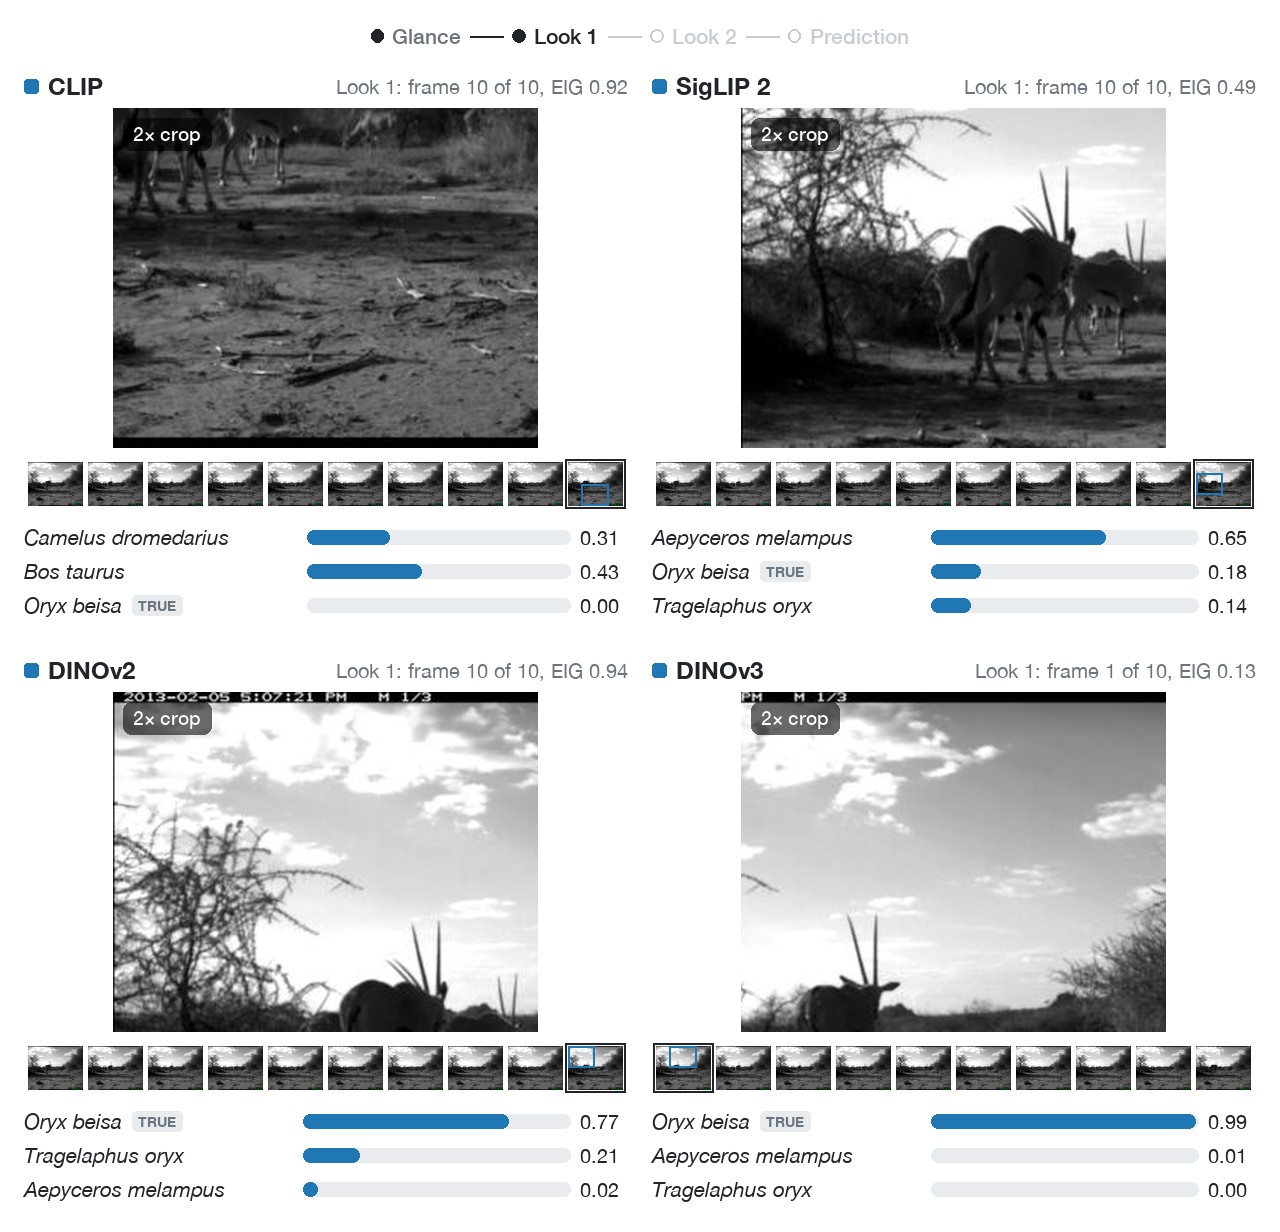 Glance Look 1 Look 2 Prediction
CLIP Look 1: frame 10 of 10, EIG 0.92
2× crop
Camelus dromedarius 0.31
Bos taurus 0.43
Oryx beisa TRUE 0.00
SigLIP 2 Look 1: frame 10 of 10, EIG 0.49
2× crop
Aepyceros melampus 0.65
Oryx beisa TRUE 0.18
Tragelaphus oryx 0.14
DINOv2 Look 1: frame 10 of 10, EIG 0.94
2013-02-05 5:07:21 PM M 1/3
2× crop
Oryx beisa TRUE 0.77
Tragelaphus oryx 0.21
Aepyceros melampus 0.02
DINOv3 Look 1: frame 1 of 10, EIG 0.13
PM M 1/3
2× crop
Oryx beisa TRUE 0.99
Aepyceros melampus 0.01
Tragelaphus oryx 0.00